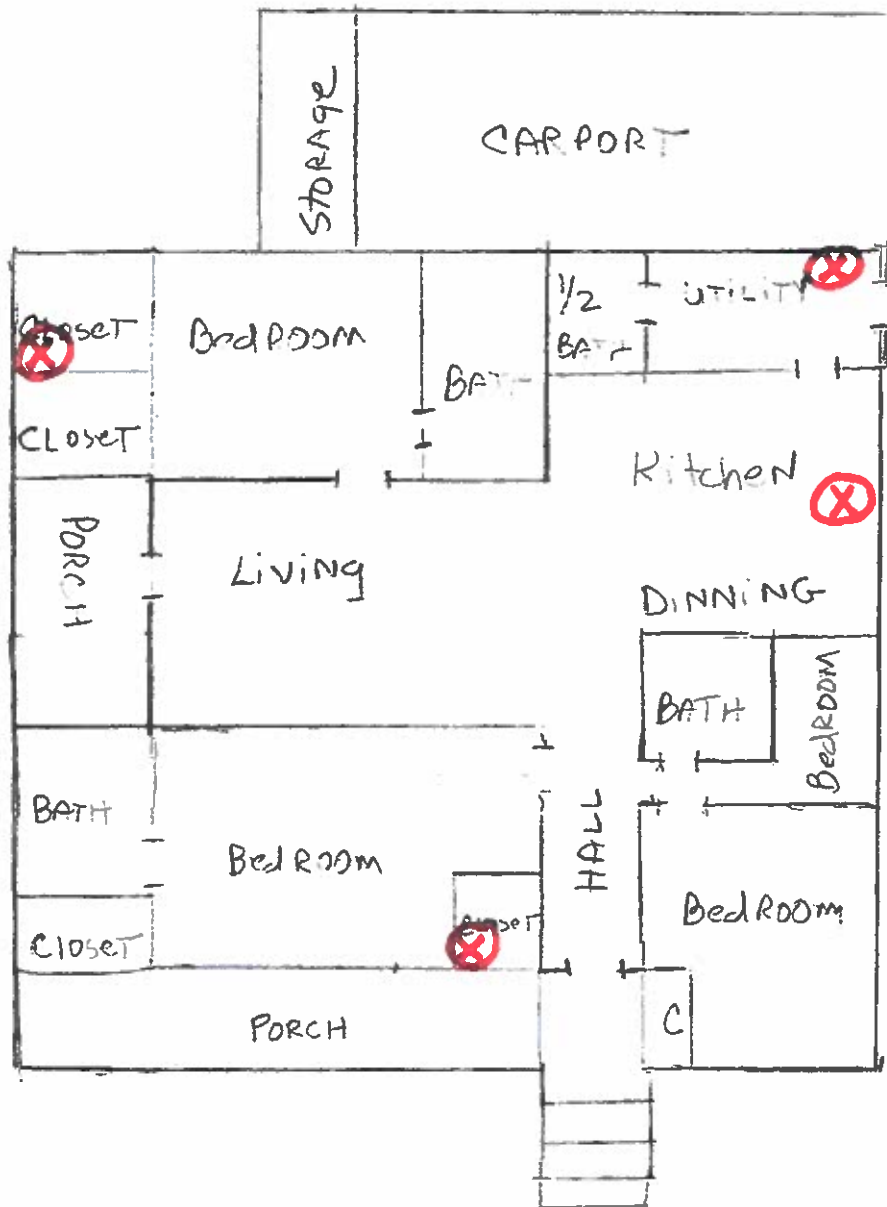 STORAGE
CARPORT
Closet
BedROOM
BATH
1/2
BATH
UTILITY
CLOSET
Kitchen
PORCH
LiViNg
DiNNiNG
BATH
BedROOM
BATH
BedROOM
HALL
BedROOM
Closet
CLOSET
PORCH
C